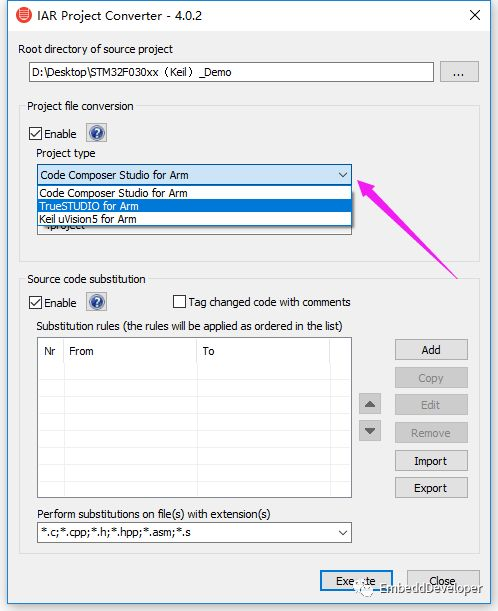 IAR Project Converter - 4.0.2
Root directory of source project
D:\Desktop\STM32F030xx（Keil）_Demo
...
Project file conversion
Enable
Project type
Code Composer Studio for Arm
Code Composer Studio for Arm
TrueSTUDIO for Arm
Keil uVision5 for Arm
Source code substitution
Enable
Tag changed code with comments
Substitution rules (the rules will be applied as ordered in the list)
Nr From To
Add
Copy
Edit
Remove
Import
Export
Perform substitutions on file(s) with extension(s)
*.c;*.cpp;*.h;*.hpp;*.asm;*.s
Execute Close
EmbeddDeveloper